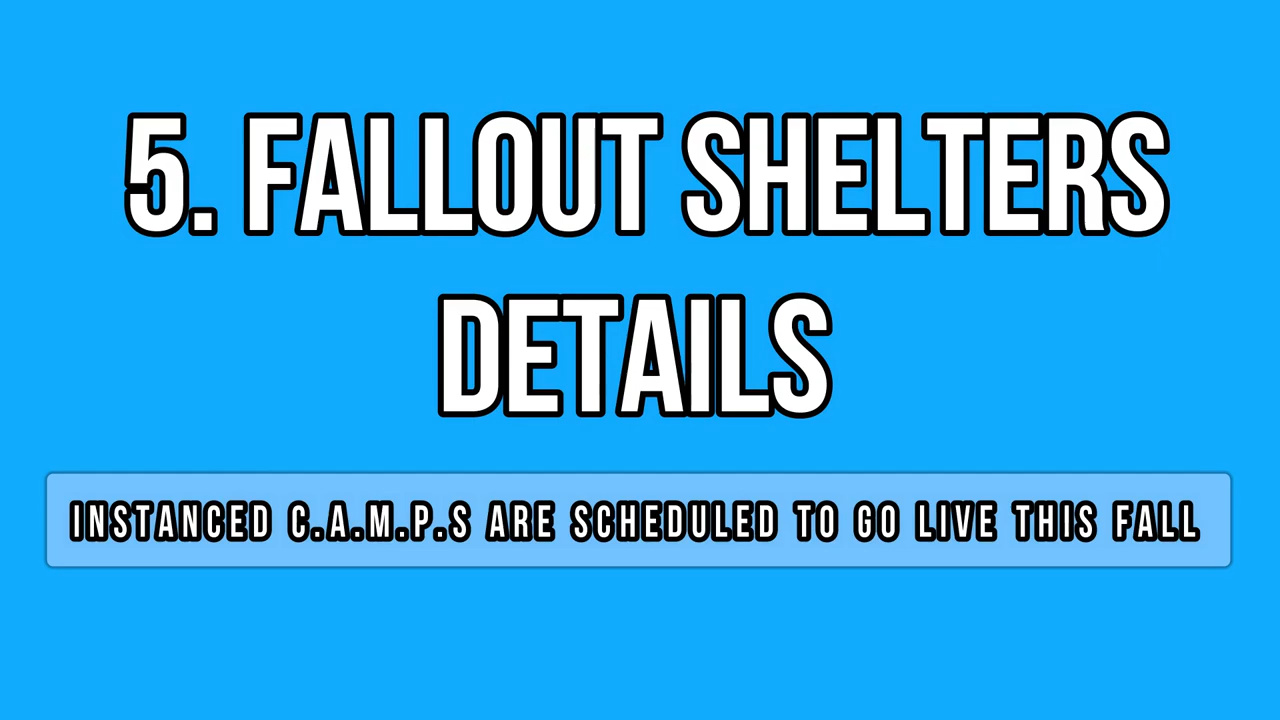 5. FALLOUT SHELTERS
DETAILS
INSTANCED C.A.M.P.S ARE SCHEDULED TO GO LIVE THIS FALL